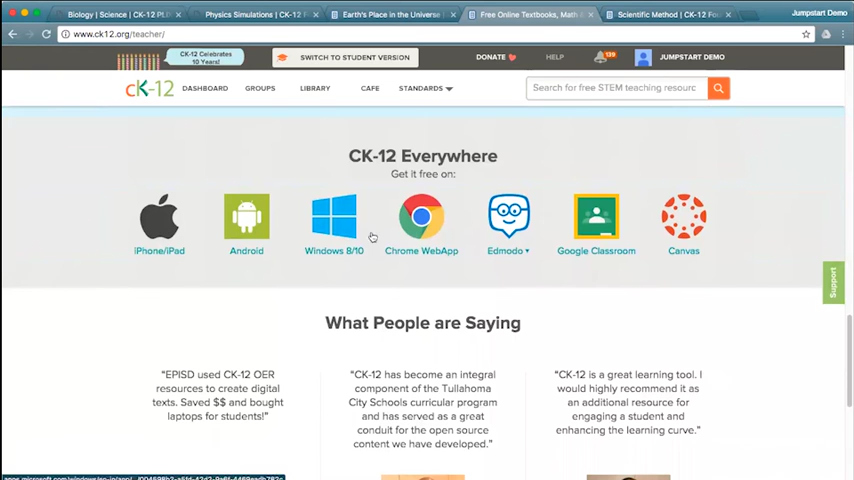 Biology | Science | CK-12 Pl
Physics Simulations | CK-12 F
Earth's Place in the Universe
Free Online Textbooks, Math
Scientific Method | CK-12 Fou
Jumpstart Demo
www.ck12.org/teacher/
CK-12 Celebrates
10 Years!
SWITCH TO STUDENT VERSION
DONATE
HELP
139
JUMPSTART DEMO
cK-12
DASHBOARD
GROUPS
LIBRARY
CAFE
STANDARDS
Search for free STEM teaching resourc
CK-12 Everywhere
Get it free on:
iPhone/iPad
Android
Windows 8/10
Chrome WebApp
Edmodo
Google Classroom
Canvas
Support
What People are Saying
“EPISD used CK-12 OER
resources to create digital
texts. Saved $$ and bought
laptops for students!”
“CK-12 has become an integral
component of the Tullahoma
City Schools curricular program
and has served as a great
conduit for the open source
content we have developed.”
“CK-12 is a great learning tool. I
would highly recommend it as
an additional resource for
engaging a student and
enhancing the learning curve.”